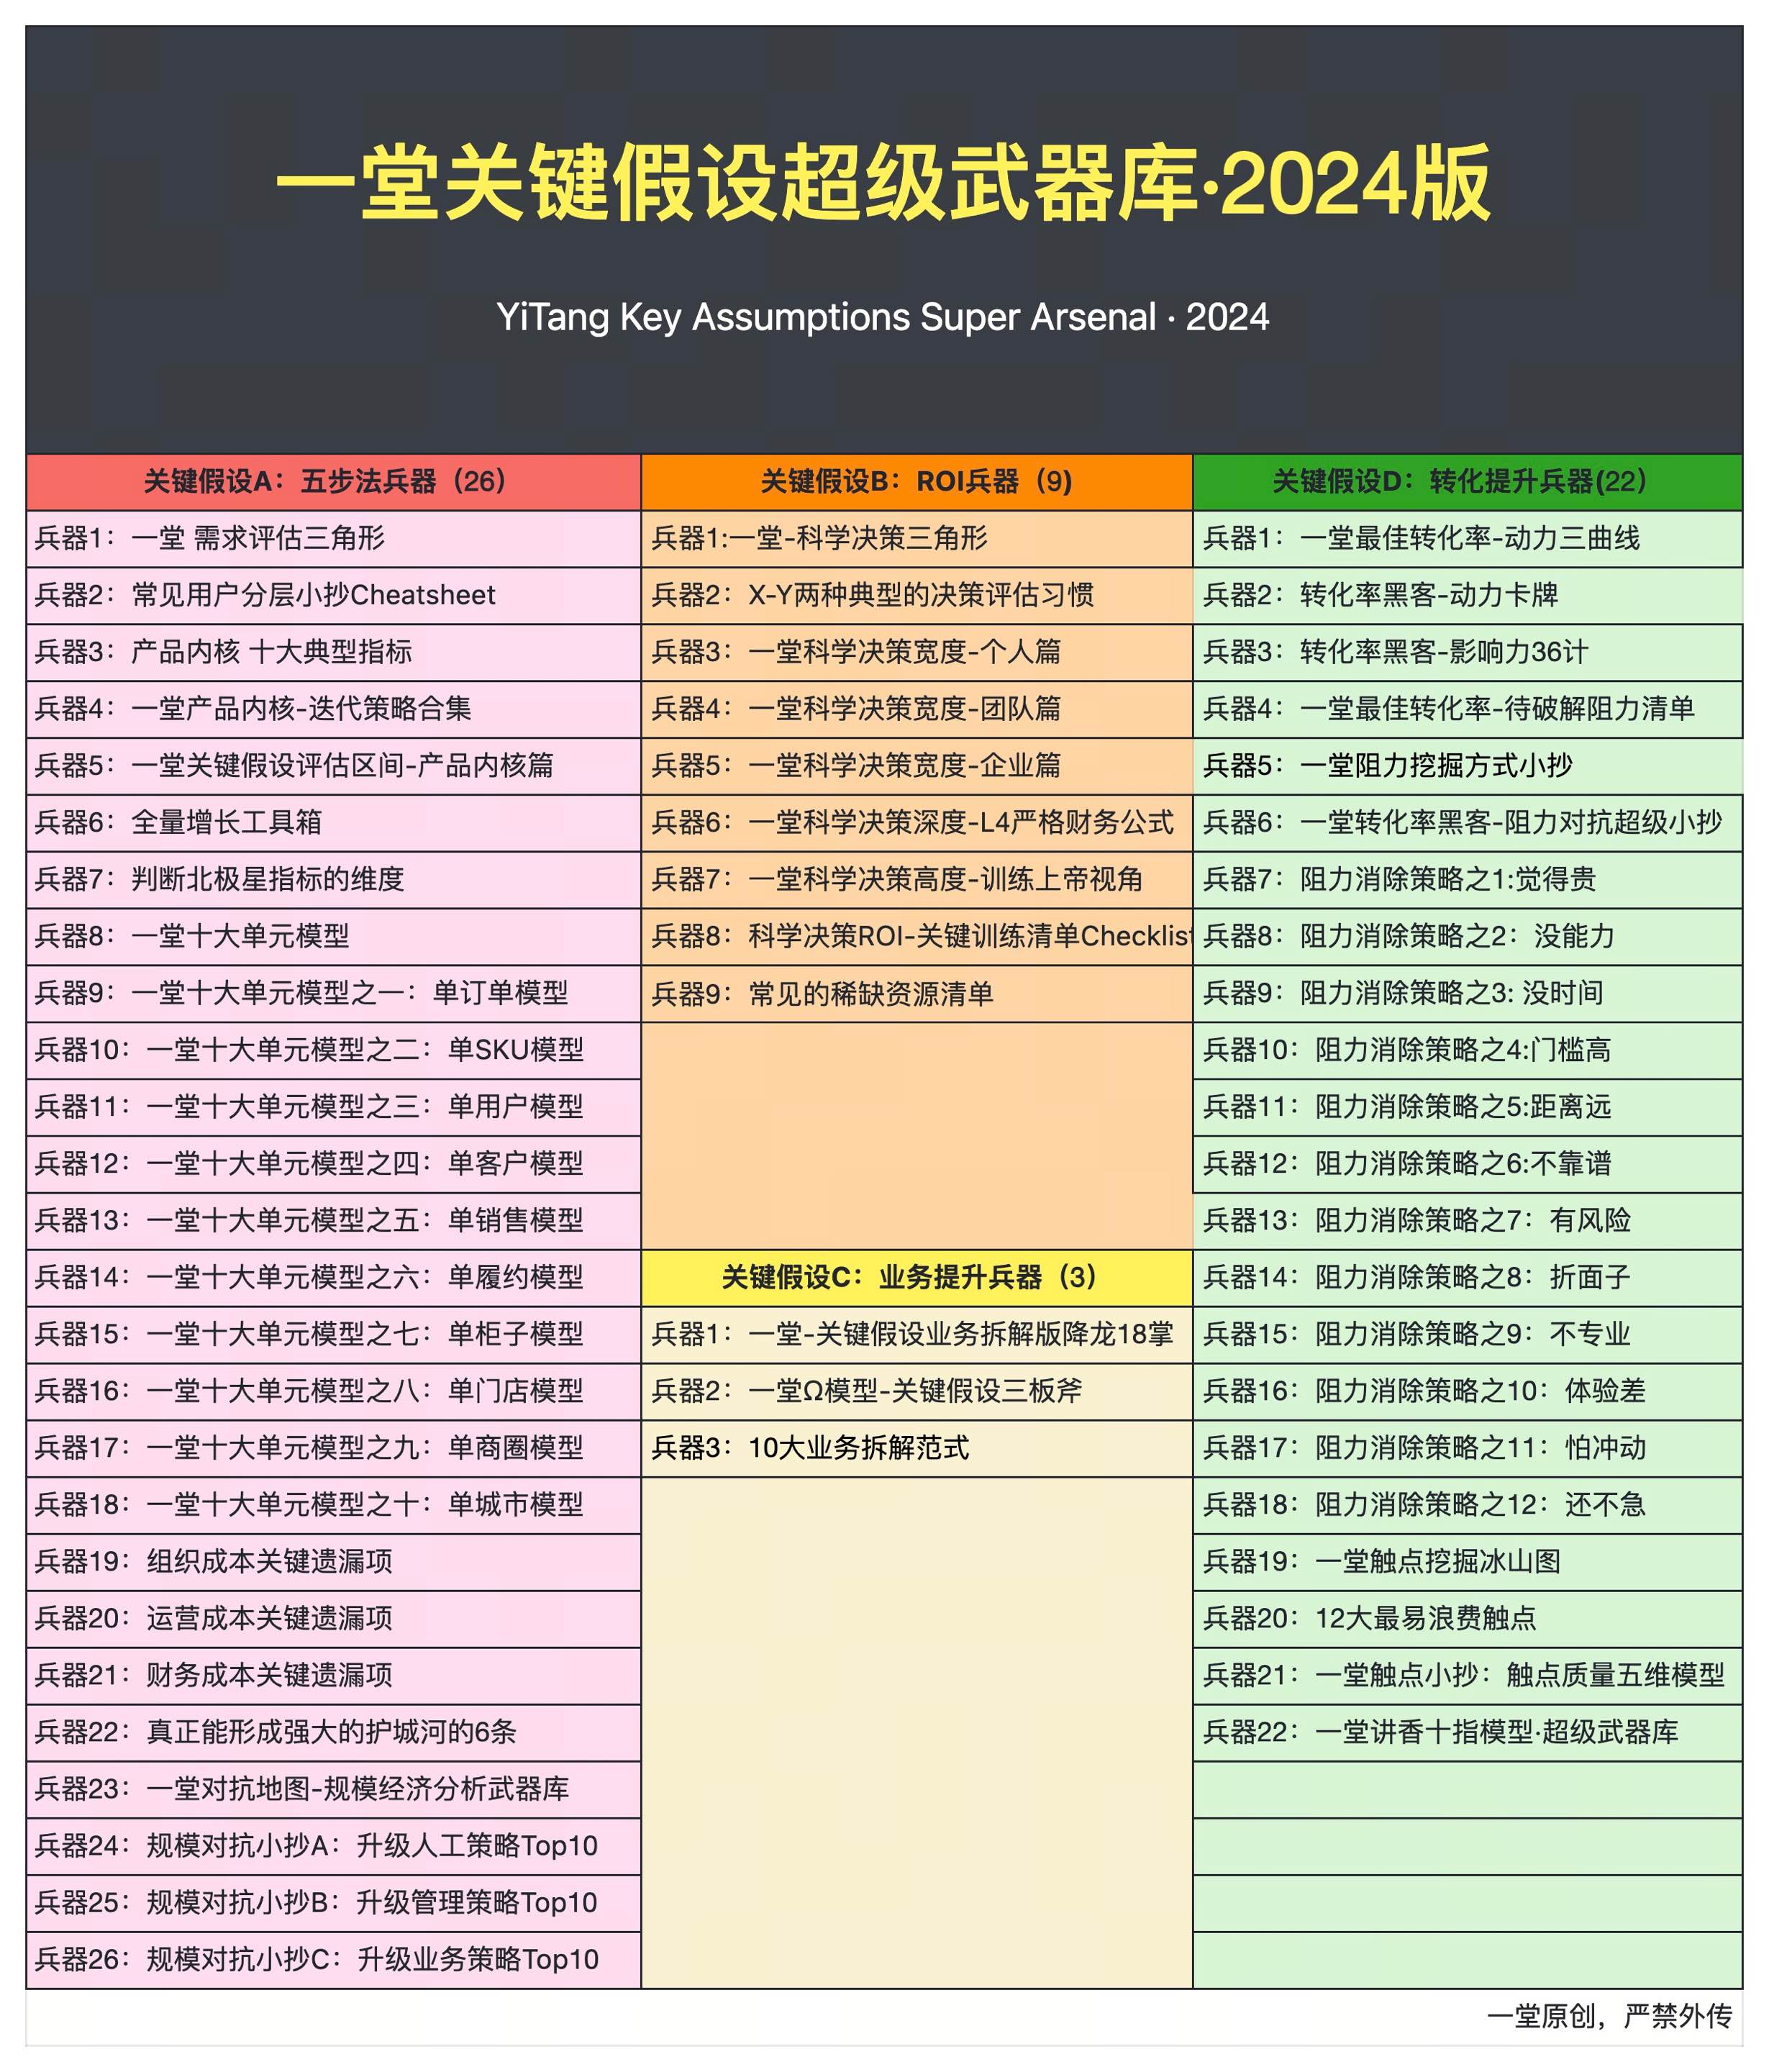 一堂关键假设超级武器库·2024版
YiTang Key Assumptions Super Arsenal · 2024
关键假设A：五步法兵器（26）
兵器1：一堂 需求评估三角形
兵器2：常见用户分层小抄Cheatsheet
兵器3：产品内核 十大典型指标
兵器4：一堂产品内核-迭代策略合集
兵器5：一堂关键假设评估区间-产品内核篇
兵器6：全量增长工具箱
兵器7：判断北极星指标的维度
兵器8：一堂十大单元模型
兵器9：一堂十大单元模型之一：单订单模型
兵器10：一堂十大单元模型之二：单SKU模型
兵器11：一堂十大单元模型之三：单用户模型
兵器12：一堂十大单元模型之四：单客户模型
兵器13：一堂十大单元模型之五：单销售模型
兵器14：一堂十大单元模型之六：单履约模型
兵器15：一堂十大单元模型之七：单柜子模型
兵器16：一堂十大单元模型之八：单门店模型
兵器17：一堂十大单元模型之九：单商圈模型
兵器18：一堂十大单元模型之十：单城市模型
兵器19：组织成本关键遗漏项
兵器20：运营成本关键遗漏项
兵器21：财务成本关键遗漏项
兵器22：真正能形成强大的护城河的6条
兵器23：一堂对抗地图-规模经济分析武器库
兵器24：规模对抗小抄A：升级人工策略Top10
兵器25：规模对抗小抄B：升级管理策略Top10
兵器26：规模对抗小抄C：升级业务策略Top10
关键假设B：ROI兵器（9）
兵器1:一堂-科学决策三角形
兵器2：X-Y两种典型的决策评估习惯
兵器3：一堂科学决策宽度-个人篇
兵器4：一堂科学决策宽度-团队篇
兵器5：一堂科学决策宽度-企业篇
兵器6：一堂科学决策深度-L4严格财务公式
兵器7：一堂科学决策高度-训练上帝视角
兵器8：科学决策ROI-关键训练清单Checklist
兵器9：常见的稀缺资源清单
关键假设C：业务提升兵器（3）
兵器1：一堂-关键假设业务拆解版降龙18掌
兵器2：一堂Ω模型-关键假设三板斧
兵器3：10大业务拆解范式
关键假设D：转化提升兵器(22）
兵器1：一堂最佳转化率-动力三曲线
兵器2：转化率黑客-动力卡牌
兵器3：转化率黑客-影响力36计
兵器4：一堂最佳转化率-待破解阻力清单
兵器5：一堂阻力挖掘方式小抄
兵器6：一堂转化率黑客-阻力对抗超级小抄
兵器7：阻力消除策略之1:觉得贵
兵器8：阻力消除策略之2：没能力
兵器9：阻力消除策略之3: 没时间
兵器10：阻力消除策略之4:门槛高
兵器11：阻力消除策略之5:距离远
兵器12：阻力消除策略之6:不靠谱
兵器13：阻力消除策略之7：有风险
兵器14：阻力消除策略之8：折面子
兵器15：阻力消除策略之9：不专业
兵器16：阻力消除策略之10：体验差
兵器17：阻力消除策略之11：怕冲动
兵器18：阻力消除策略之12：还不急
兵器19：一堂触点挖掘冰山图
兵器20：12大最易浪费触点
兵器21：一堂触点小抄：触点质量五维模型
兵器22：一堂讲香十指模型·超级武器库
一堂原创，严禁外传